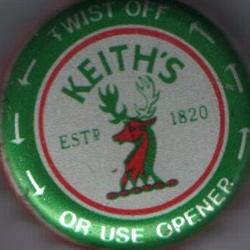 TWIST OFF
KEITH'S
ESTD 1820
OR USE OPENER